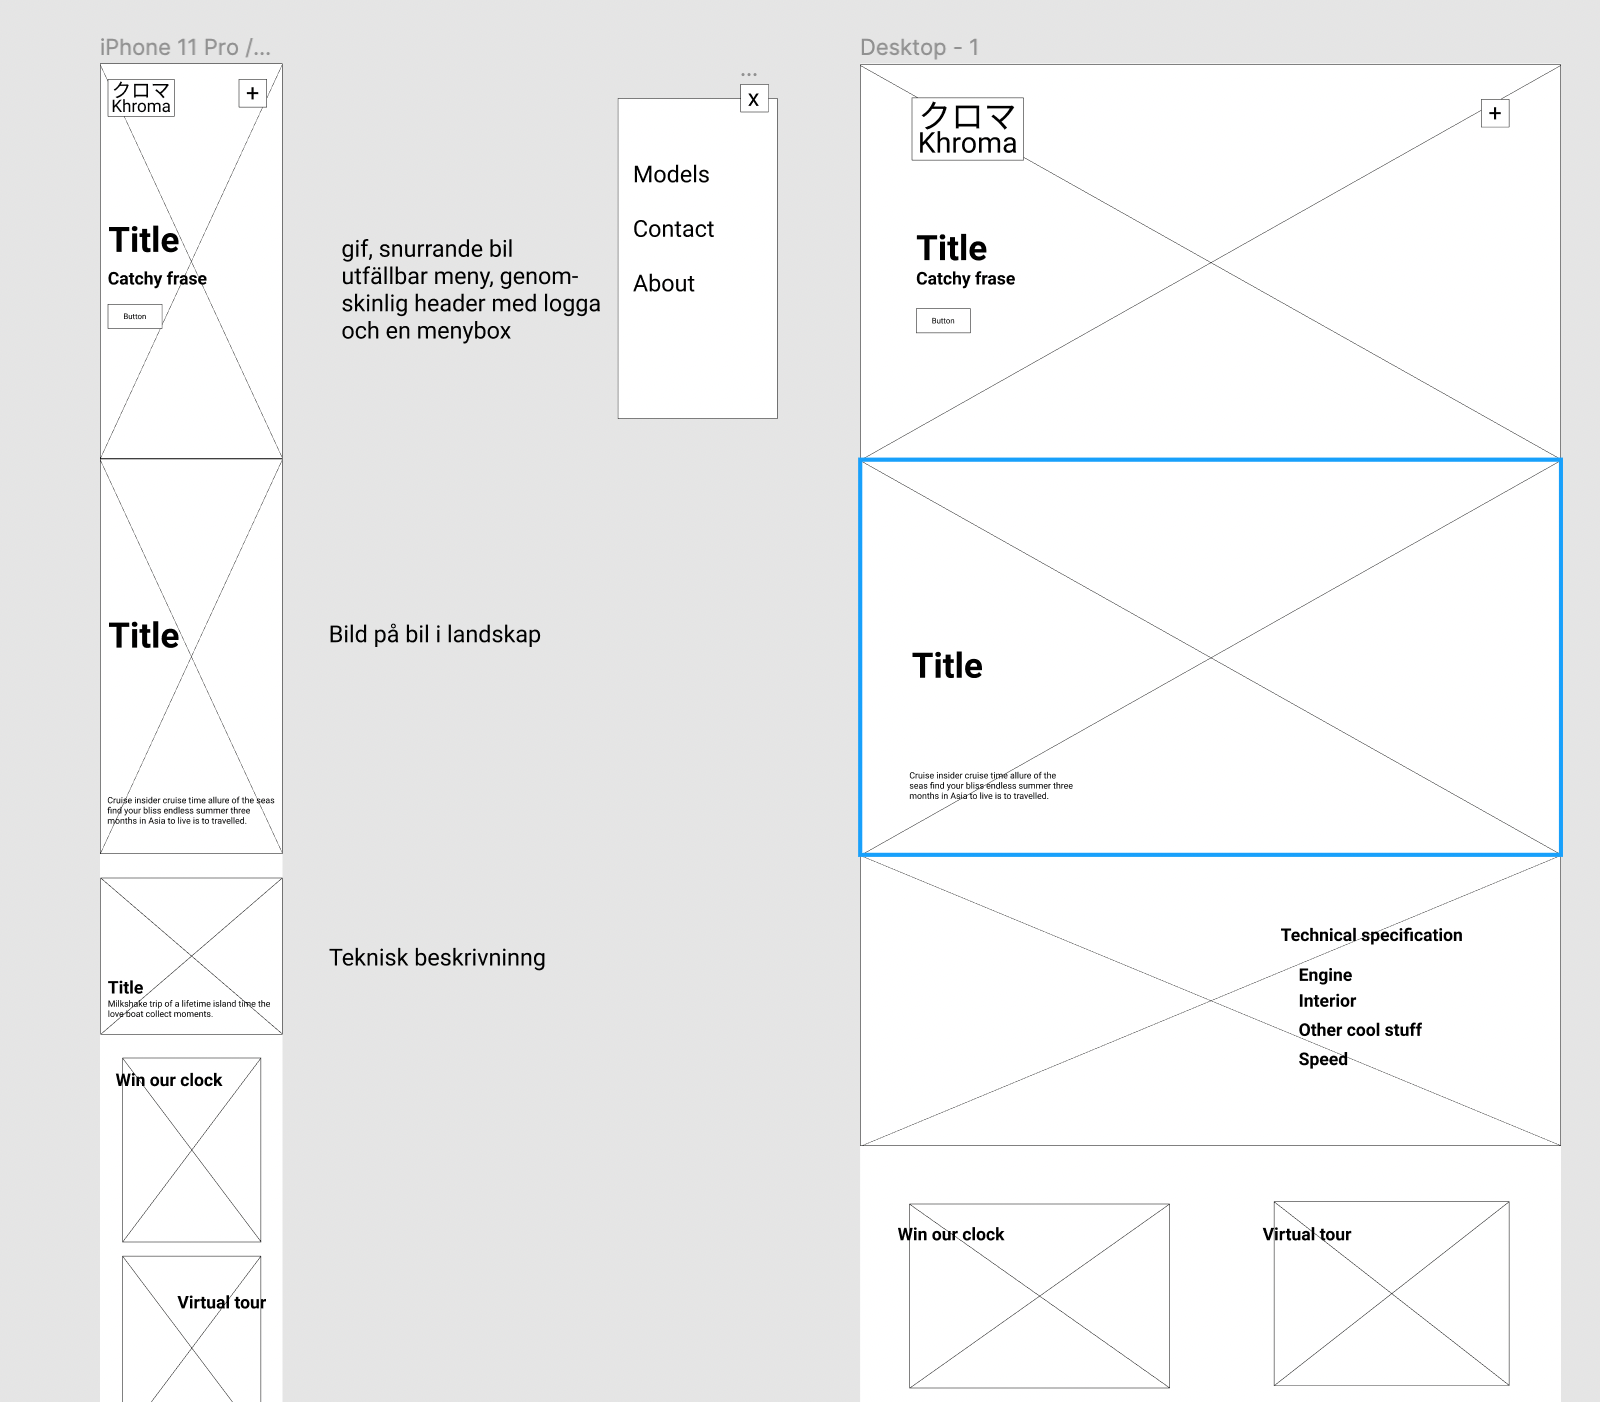 iPhone 11 Pro /...
クロマ
Khroma
+
Title
Catchy frase
Button
Title
Cruise insider cruise time allure of the seas
find your bliss endless summer three
months in Asia to live is to travelled.
Title
Milkshake trip of a lifetime island time the
love boat collect moments.
Win our clock
Virtual tour
gif, snurrande bil
utfällbar meny, genom-
skinlig header med logga
och en menybox
Bild på bil i landskap
Teknisk beskrivninng
...
x
Models
Contact
About
Desktop - 1
クロマ
Khroma
+
Title
Catchy frase
Button
Title
Cruise insider cruise time allure of the
seas find your bliss endless summer three
months in Asia to live is to travelled.
Technical specification
Engine
Interior
Other cool stuff
Speed
Win our clock
Virtual tour